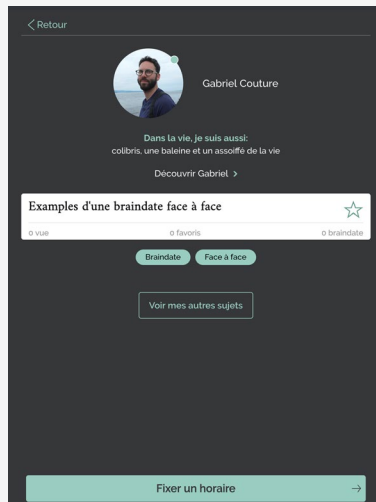 Retour
Gabriel Couture
Dans la vie, je suis aussi:
colibris, une baleine et un assoiffé de la vie
Découvrir Gabriel >
Examples d'une braindate face à face
0 vue 0 favoris 0 braindate
Braindate Face à face
Voir mes autres sujets
Fixer un horaire